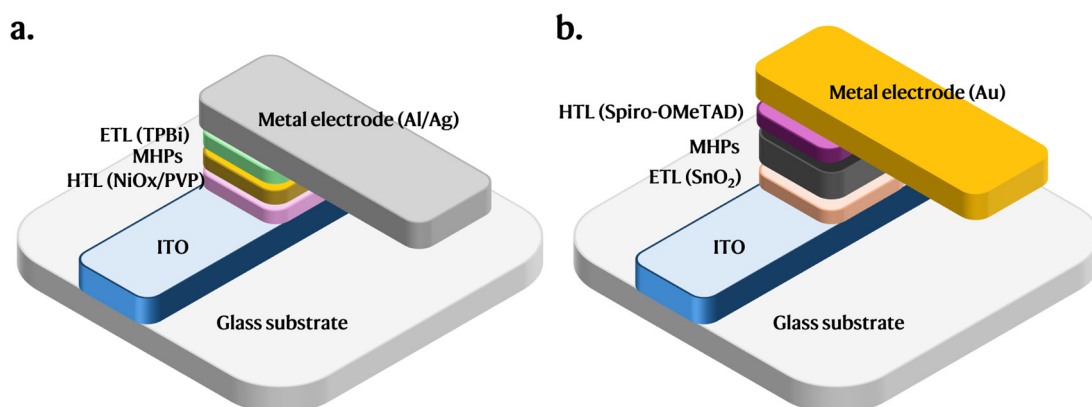 a.
Metal electrode (Al/Ag)
ETL (TPBi)
MHPs
HTL (NiOx/PVP)
ITO
Glass substrate
b.
Metal electrode (Au)
HTL (Spiro-OMeTAD)
MHPs
ETL (SnO₂)
ITO
Glass substrate